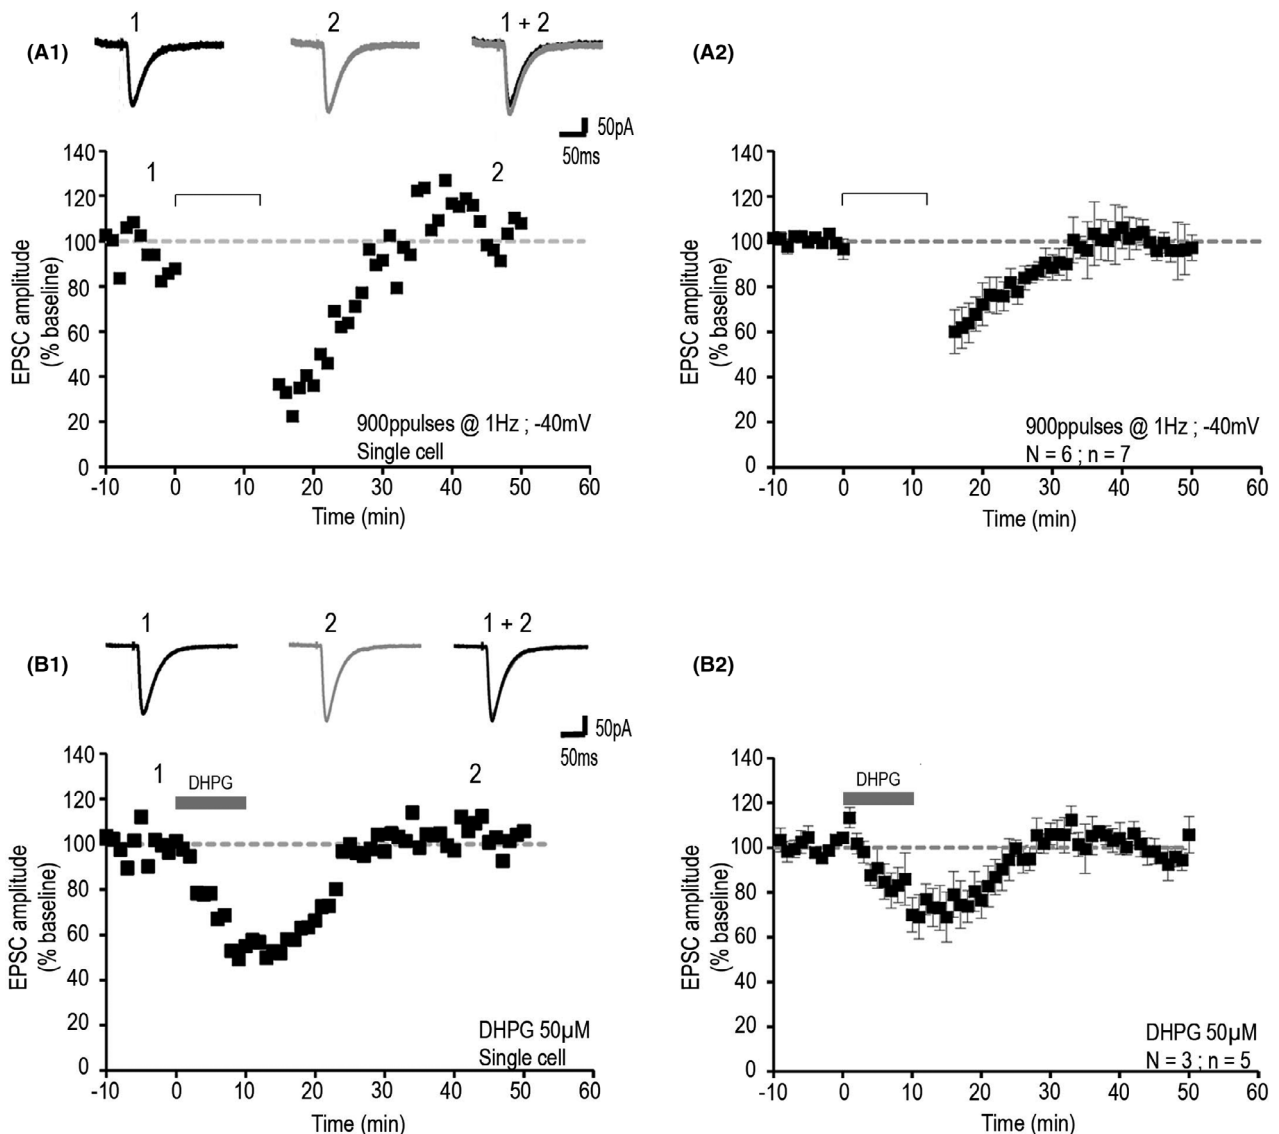 (A1)
1
2
1 + 2
50pA
50ms
140
120
100
80
60
40
20
0
EPSC amplitude
(% baseline)
1
2
900ppulses @ 1Hz ; -40mV
Single cell
-10
0
10
20
30
40
50
60
Time (min)
(A2)
140
120
100
80
60
40
20
0
EPSC amplitude
(% baseline)
900ppulses @ 1Hz ; -40mV
N = 6 ; n = 7
-10
0
10
20
30
40
50
60
Time (min)
(B1)
1
2
1 + 2
50pA
50ms
140
120
100
80
60
40
20
0
EPSC amplitude
(% baseline)
1
DHPG
2
DHPG 50µM
Single cell
-10
0
10
20
30
40
50
60
Time (min)
(B2)
140
120
100
80
60
40
20
0
EPSC amplitude
(% baseline)
DHPG
DHPG 50µM
N = 3 ; n = 5
-10
0
10
20
30
40
50
60
Time (min)